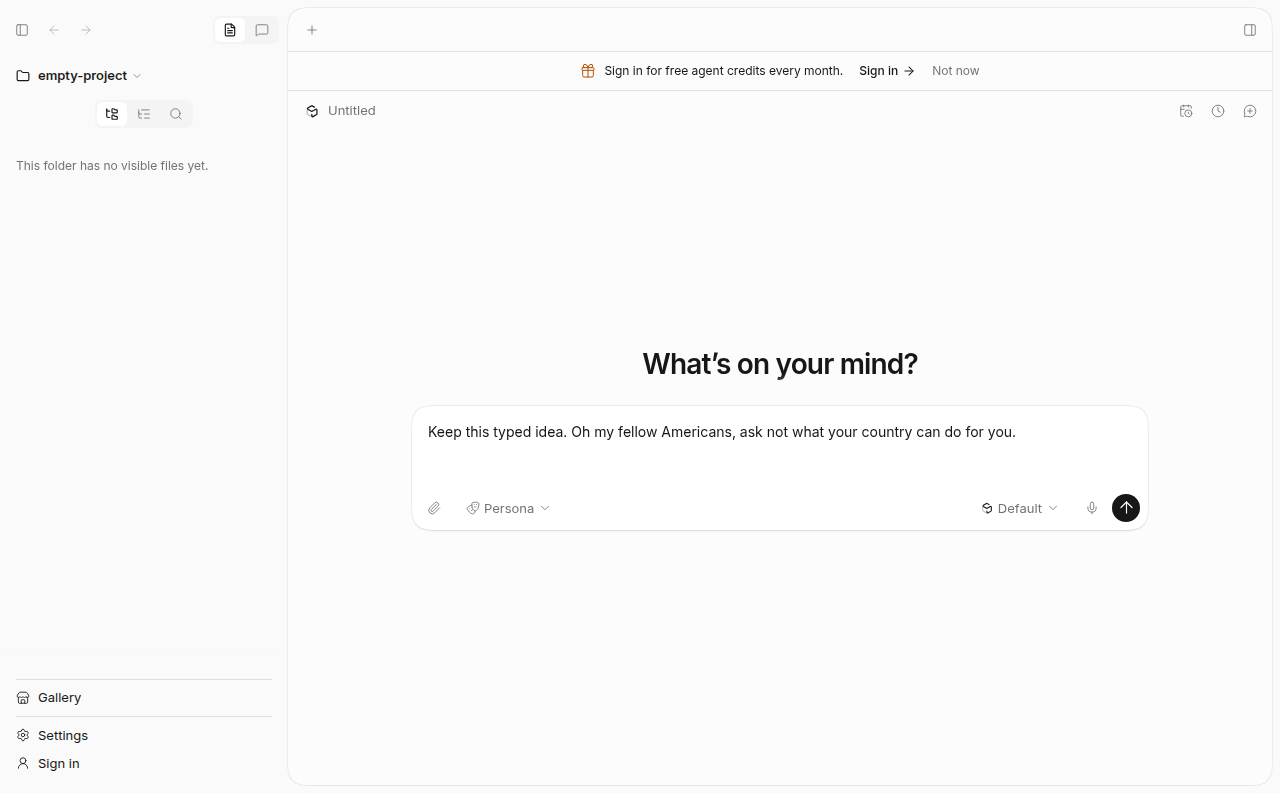 empty-project
This folder has no visible files yet.
Gallery
Settings
Sign in
Sign in for free agent credits every month. Sign in → Not now
Untitled
What’s on your mind?
Keep this typed idea. Oh my fellow Americans, ask not what your country can do for you.
Persona
Default